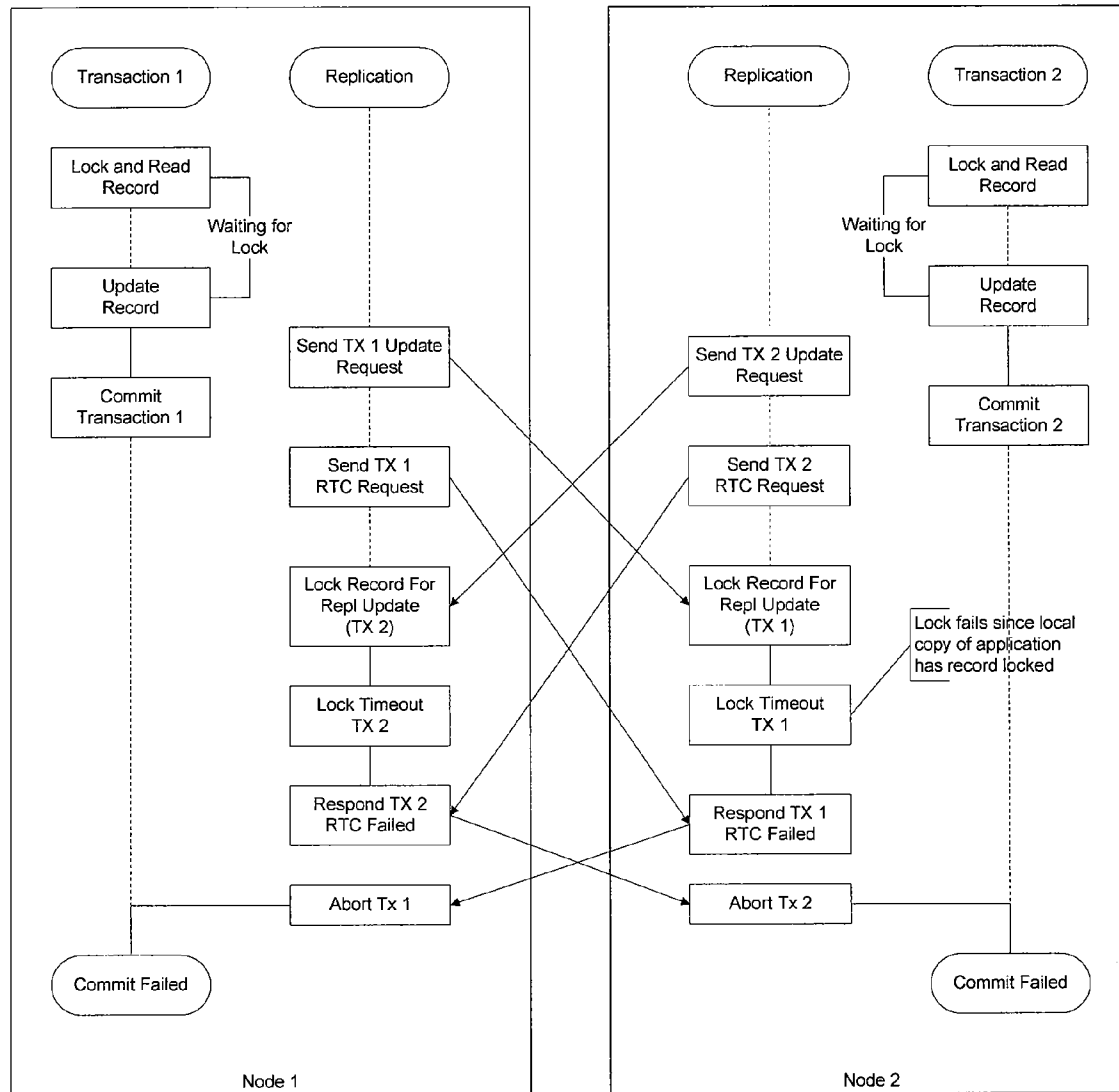 Transaction 1
Replication
Lock and Read
Record
Waiting for
Lock
Update
Record
Send TX 1 Update
Request
Commit
Transaction 1
Send TX 1
RTC Request
Lock Record For
Repl Update
(TX 2)
Lock Timeout
TX 2
Respond TX 2
RTC Failed
Abort Tx 1
Commit Failed
Node 1
Replication
Transaction 2
Lock and Read
Record
Waiting for
Lock
Update
Record
Send TX 2 Update
Request
Commit
Transaction 2
Send TX 2
RTC Request
Lock Record For
Repl Update
(TX 1)
Lock fails since local
copy of application
has record locked
Lock Timeout
TX 1
Respond TX 1
RTC Failed
Abort Tx 2
Commit Failed
Node 2